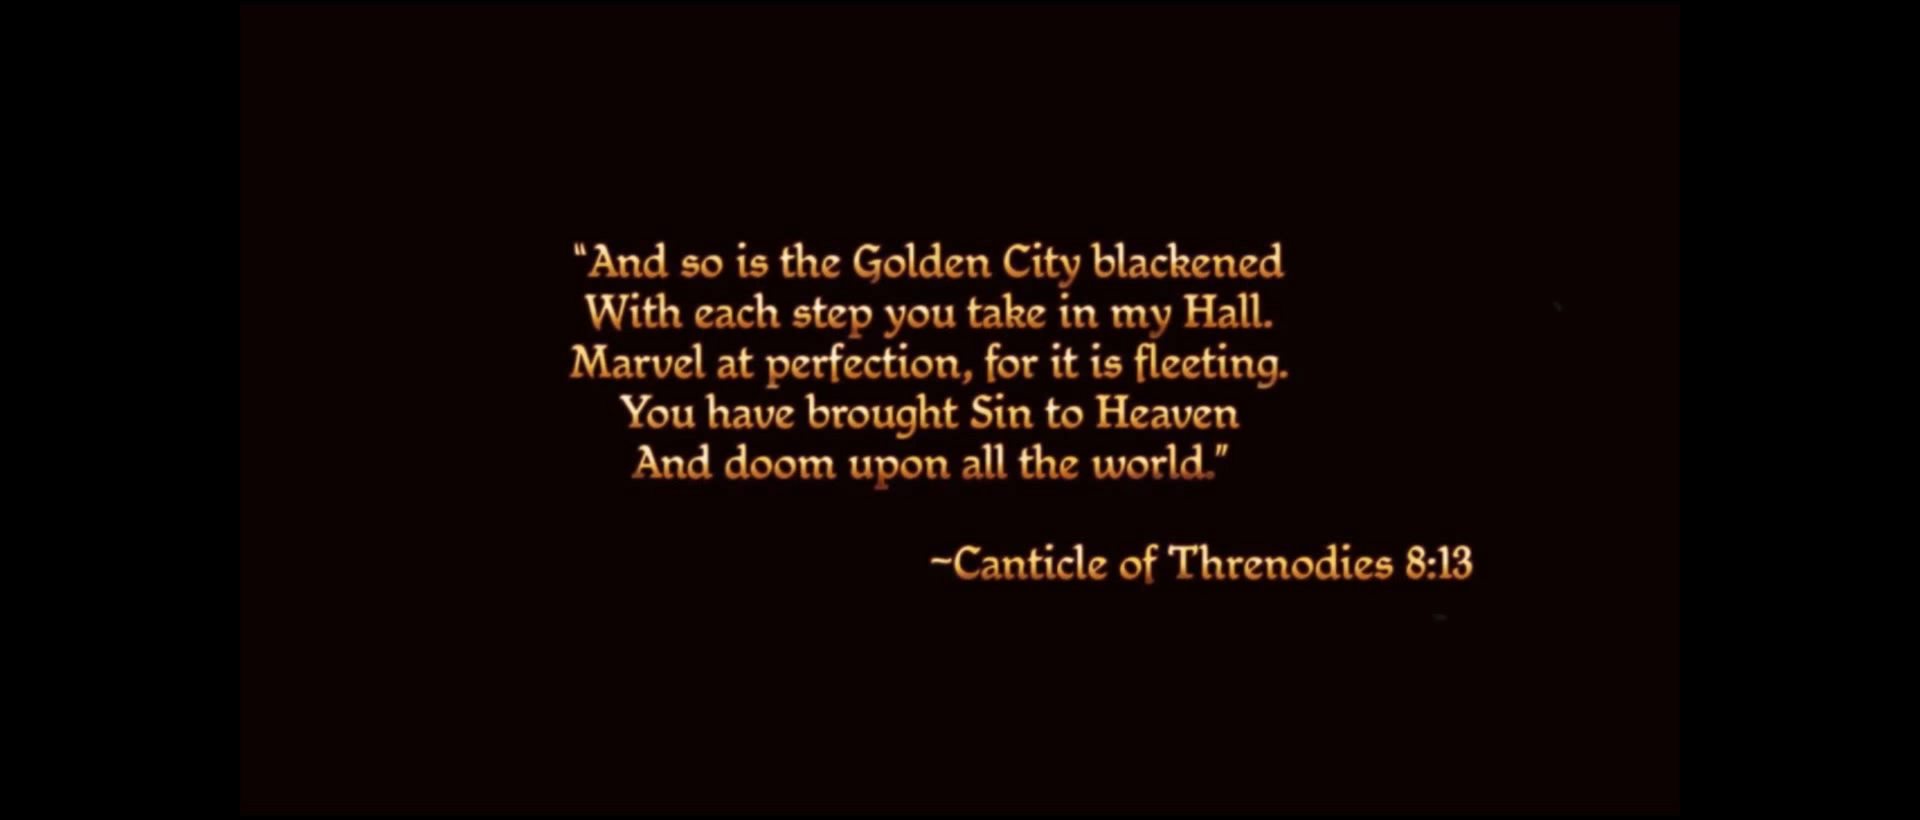 “And so is the Golden City blackened
With each step you take in my Hall.
Marvel at perfection, for it is fleeting.
You have brought Sin to Heaven
And doom upon all the world.”
~Canticle of Threnodies 8:13